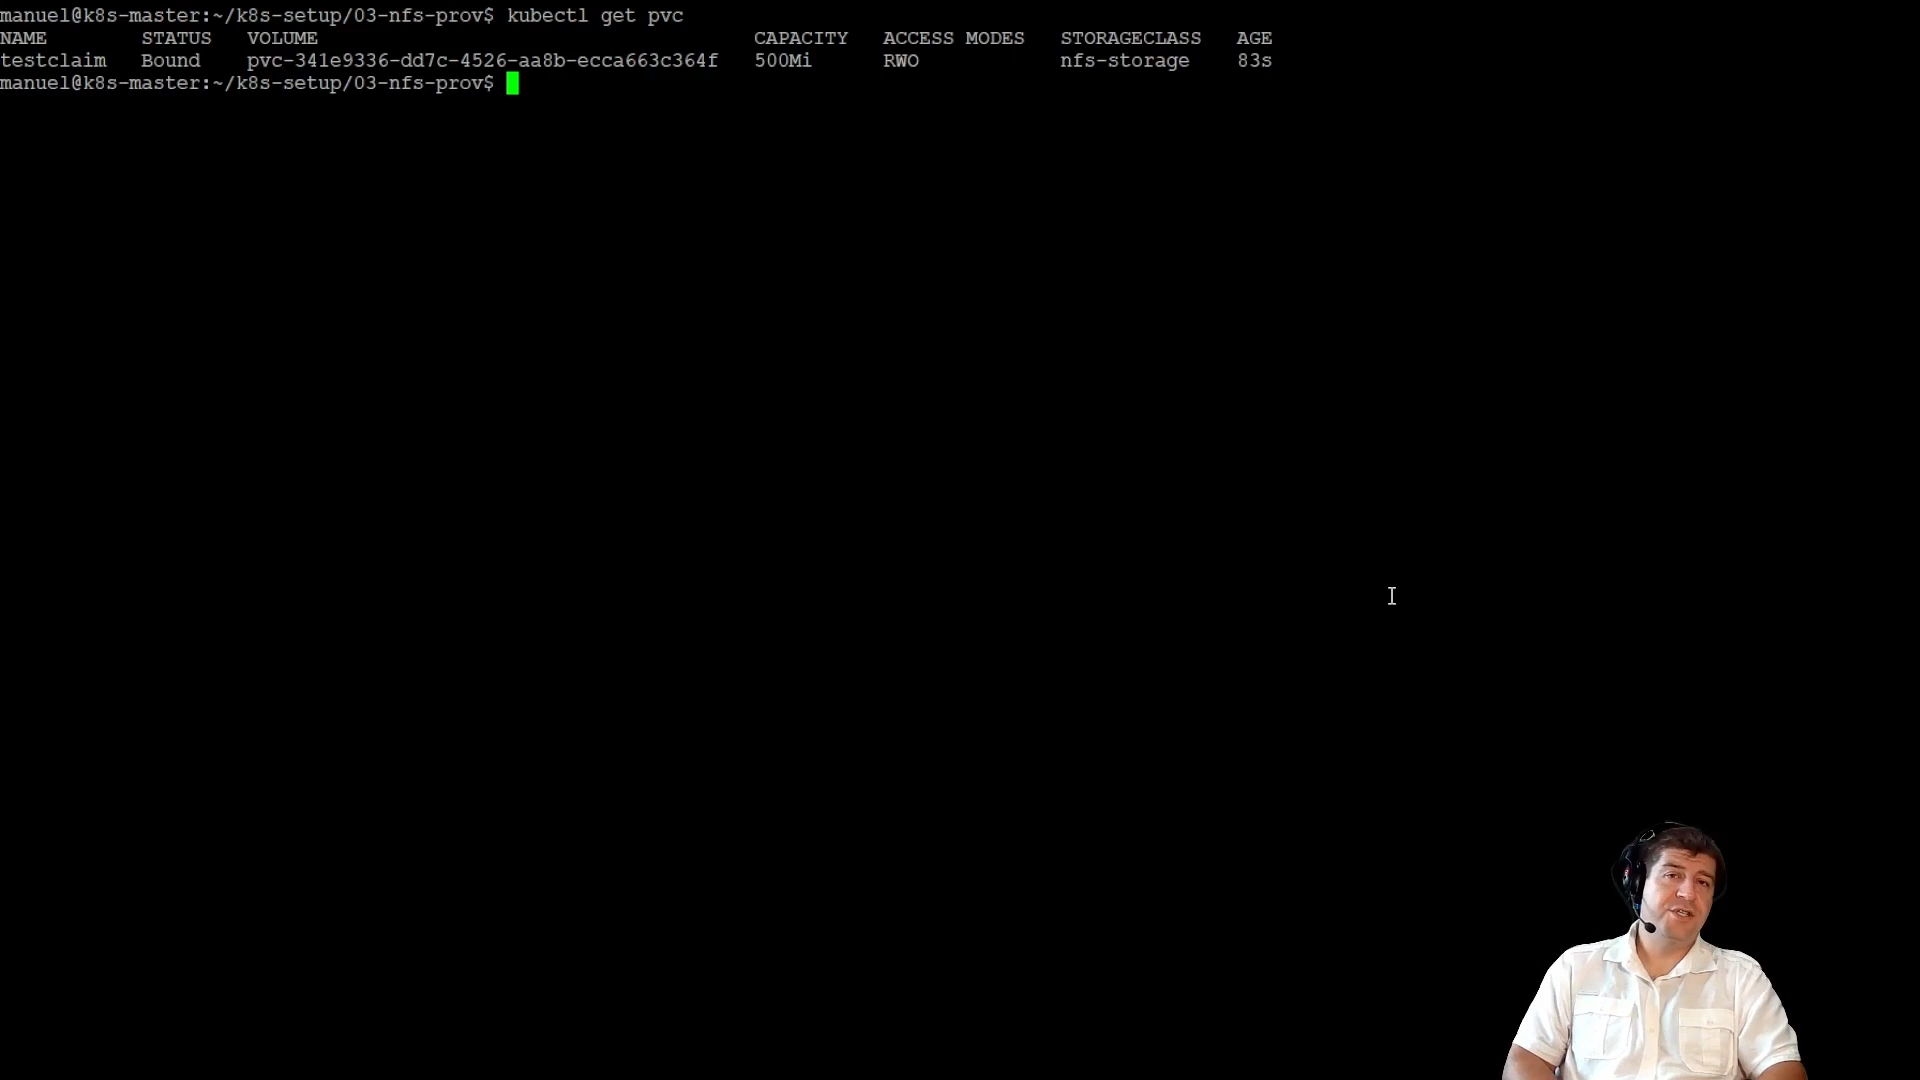 manuel@k8s-master:~/k8s-setup/03-nfs-prov$ kubectl get pvc
NAME STATUS VOLUME CAPACITY ACCESS MODES STORAGECLASS AGE
testclaim Bound pvc-341e9336-dd7c-4526-aa8b-ecca663c364f 500Mi RWO nfs-storage 83s
manuel@k8s-master:~/k8s-setup/03-nfs-prov$